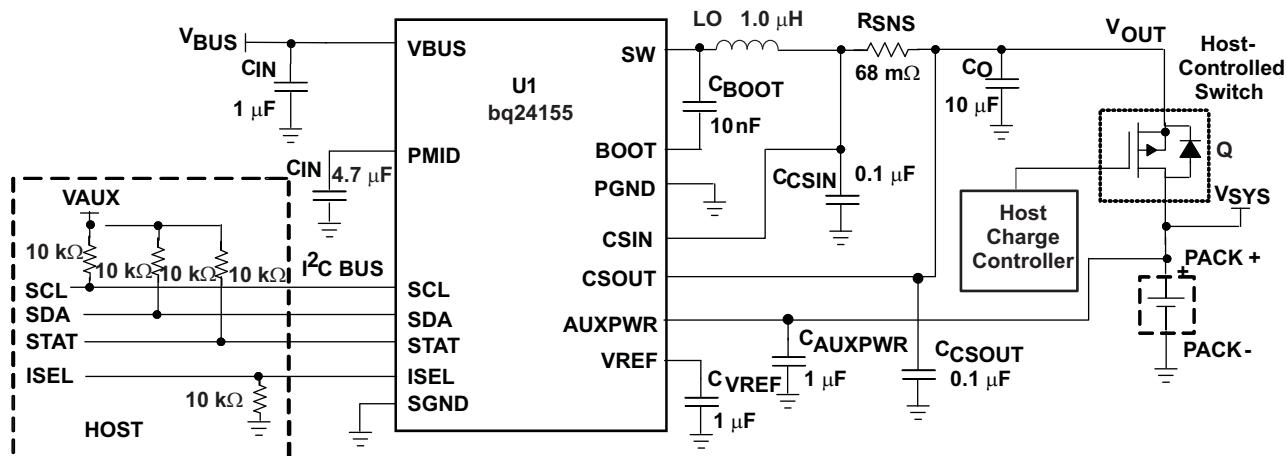 VBUS
CIN
1 μF
VBUS
U1
bq24155
SW
LO 1.0 μH
RSNS
68 mΩ
VOUT
Host-
Controlled
Switch
CO
10 μF
CBOOT
10 nF
BOOT
PMID
CIN
4.7 μF
PGND
CCSIN
0.1 μF
Q
VSYS
Host
Charge
Controller
CSIN
CSOUT
+
PACK +
VAUX
10 kΩ
10 kΩ
10 kΩ
10 kΩ
I2C BUS
SCL
SCL
SDA
SDA
AUXPWR
STAT
STAT
VREF
CAUXPWR
1 μF
CCSOUT
0.1 μF
PACK -
ISEL
ISEL
10 kΩ
SGND
CVREF
1 μF
HOST